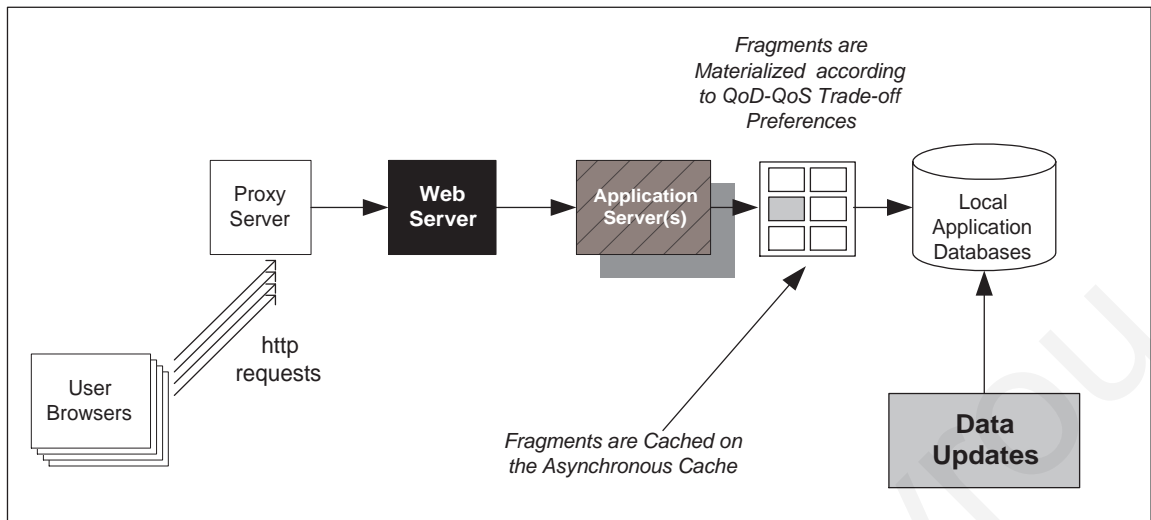 Fragments are
Materialized according
to QoD-QoS Trade-off
Preferences
Proxy
Server
Web
Server
Application
Server(s)
Local
Application
Databases
http
requests
User
Browsers
Fragments are Cached on
the Asynchronous Cache
Data
Updates